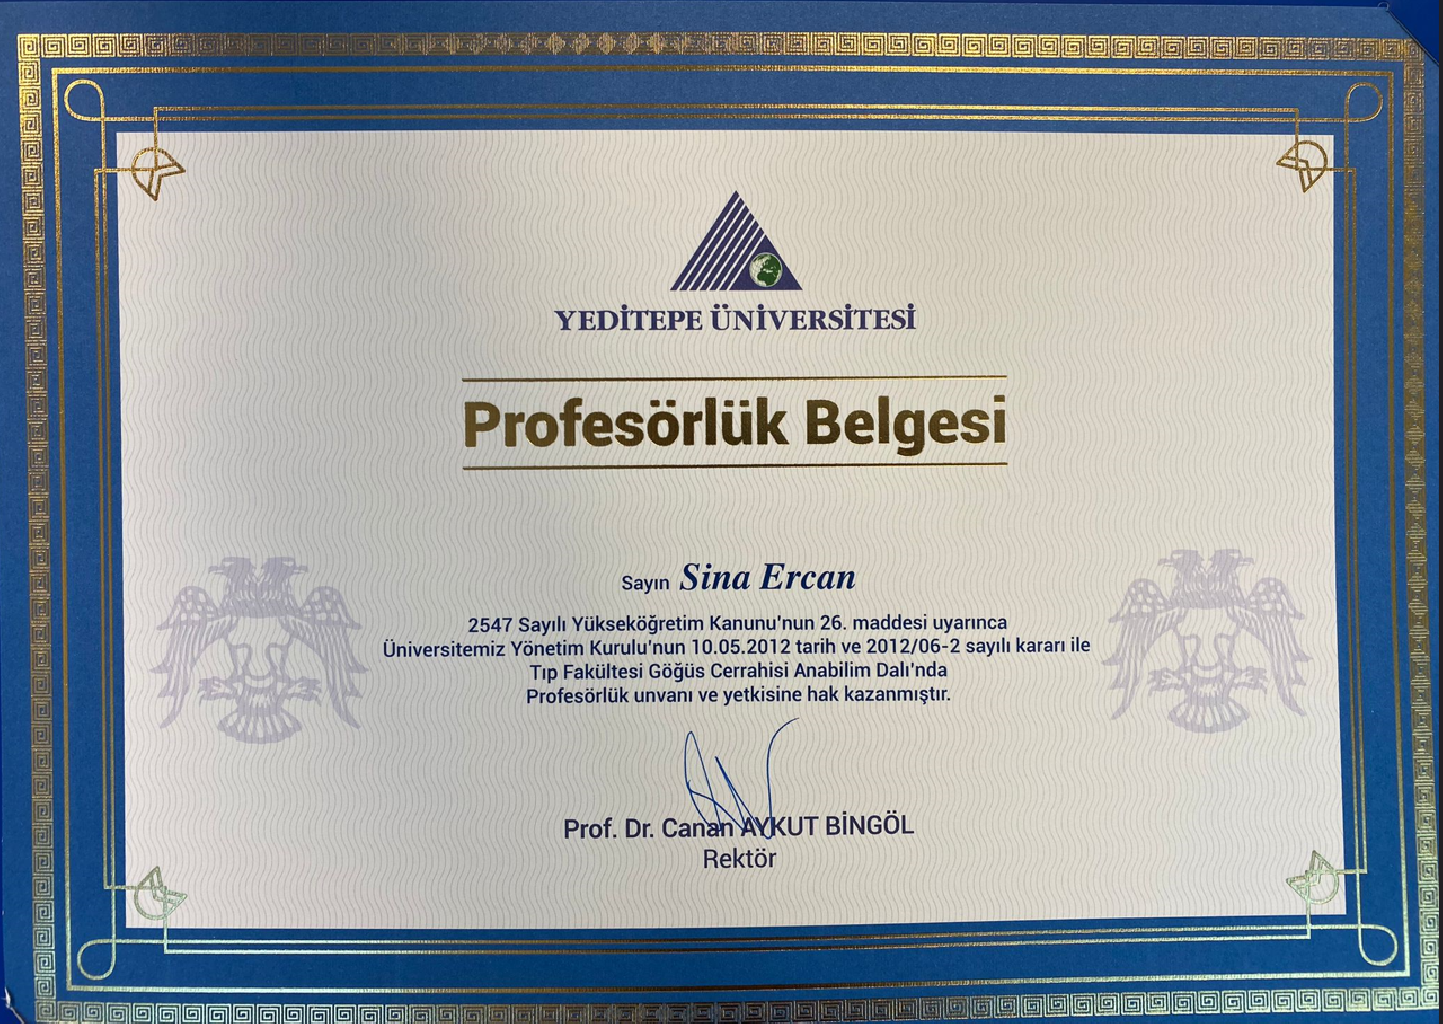 YEDİTEPE ÜNİVERSİTESİ
Profesörlük Belgesi
Sayın Sina Ercan
2547 Sayılı Yükseköğretim Kanunu'nun 26. maddesi uyarınca
Üniversitemiz Yönetim Kurulu'nun 10.05.2012 tarih ve 2012/06-2 sayılı kararı ile
Tıp Fakültesi Göğüs Cerrahisi Anabilim Dalı'nda
Profesörlük unvanı ve yetkisine hak kazanmıştır.
Prof. Dr. Canan AYKUT BİNGÖL
Rektör